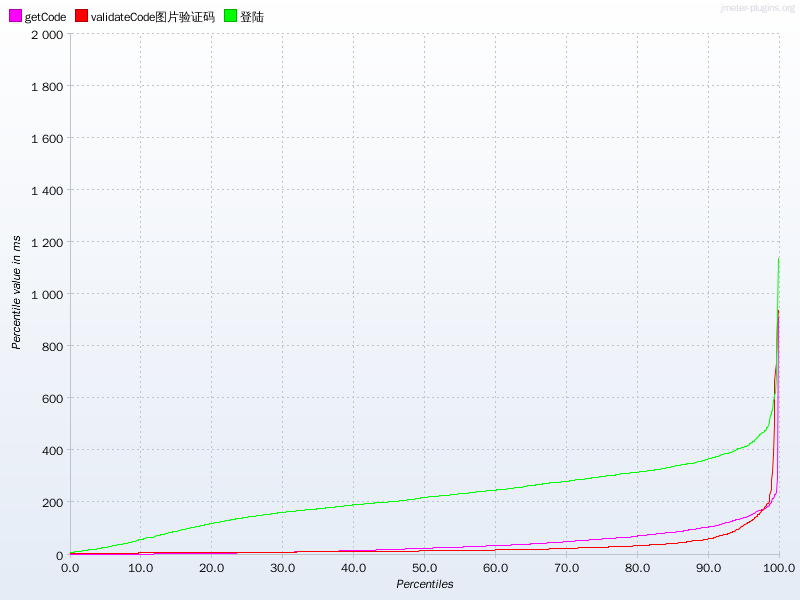 jmeter-plugins.org
getCode validateCode图片验证码 登陆
2 000
1 800
1 600
1 400
1 200
1 000
800
600
400
200
0
Percentile value in ms
0.0 10.0 20.0 30.0 40.0 50.0 60.0 70.0 80.0 90.0 100.0
Percentiles